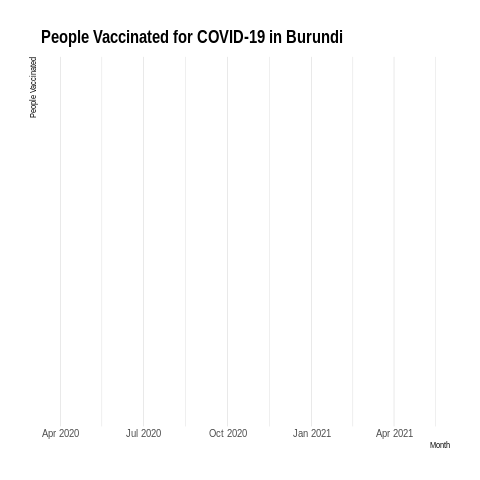 People Vaccinated for COVID-19 in Burundi
People Vaccinated
Apr 2020 Jul 2020 Oct 2020 Jan 2021 Apr 2021
Month